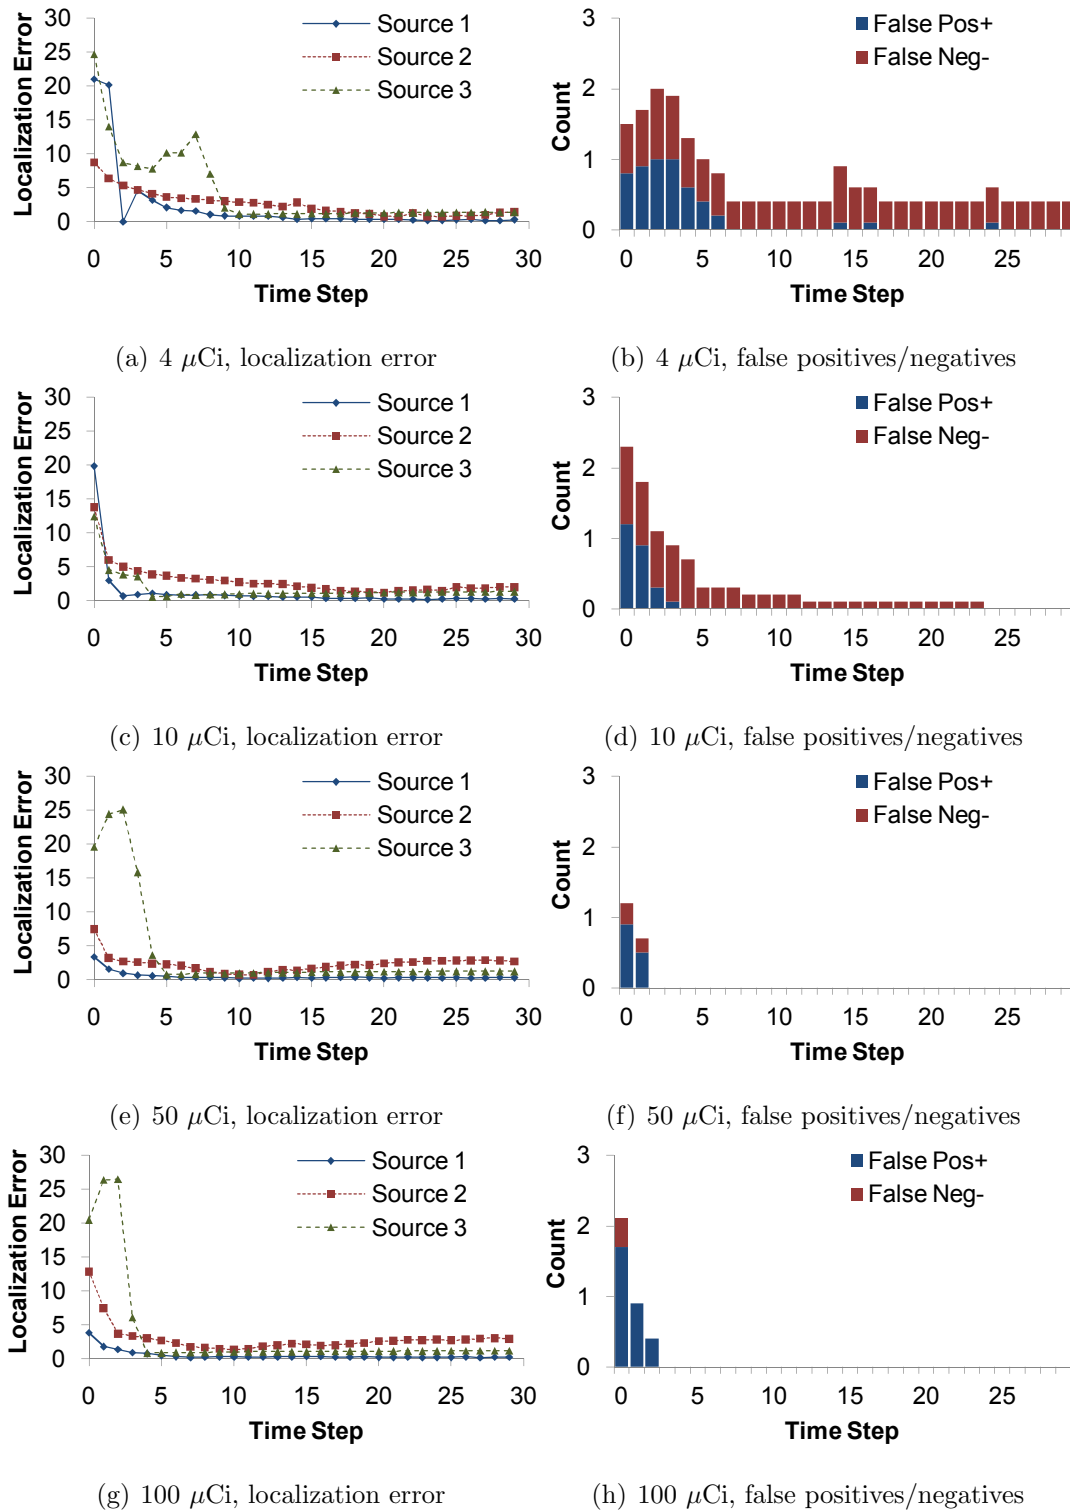 Localization Error
30
25
20
15
10
5
0
0 5 10 15 20 25 30
Time Step
Source 1
Source 2
Source 3
(a) 4 μCi, localization error
Count
3
2
1
0
0 5 10 15 20 25
Time Step
False Pos+
False Neg-
(b) 4 μCi, false positives/negatives
Localization Error
30
25
20
15
10
5
0
0 5 10 15 20 25 30
Time Step
Source 1
Source 2
Source 3
(c) 10 μCi, localization error
Count
3
2
1
0
0 5 10 15 20 25
Time Step
False Pos+
False Neg-
(d) 10 μCi, false positives/negatives
Localization Error
30
25
20
15
10
5
0
0 5 10 15 20 25 30
Time Step
Source 1
Source 2
Source 3
(e) 50 μCi, localization error
Count
3
2
1
0
0 5 10 15 20 25
Time Step
False Pos+
False Neg-
(f) 50 μCi, false positives/negatives
Localization Error
30
25
20
15
10
5
0
0 5 10 15 20 25 30
Time Step
Source 1
Source 2
Source 3
(g) 100 μCi, localization error
Count
3
2
1
0
0 5 10 15 20 25
Time Step
False Pos+
False Neg-
(h) 100 μCi, false positives/negatives